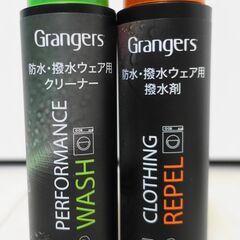 Grangers
防水・撥水ウェア用
クリーナー
PERFORMANCE
WASH
Grangers
防水・撥水ウェア用
撥水剤
CLOTHING
REPEL